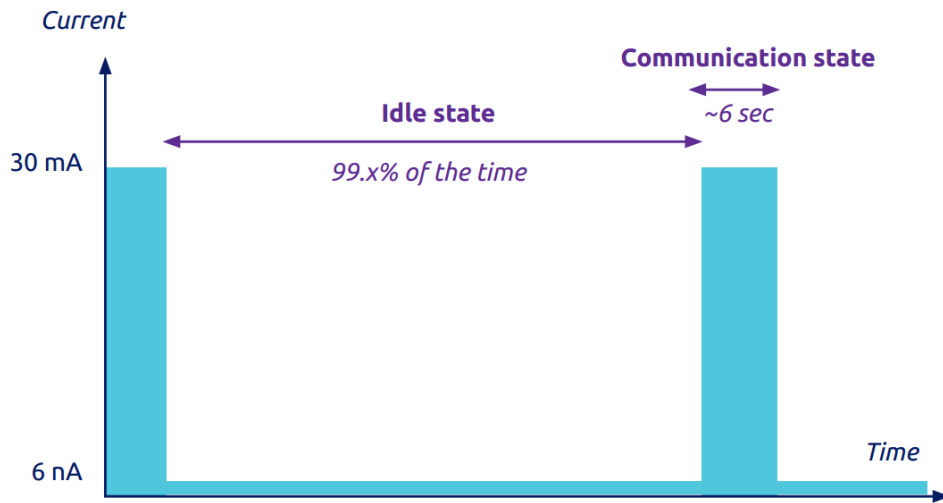 Current
Communication state
~6 sec
Idle state
30 mA
99.x% of the time
Time
6 nA